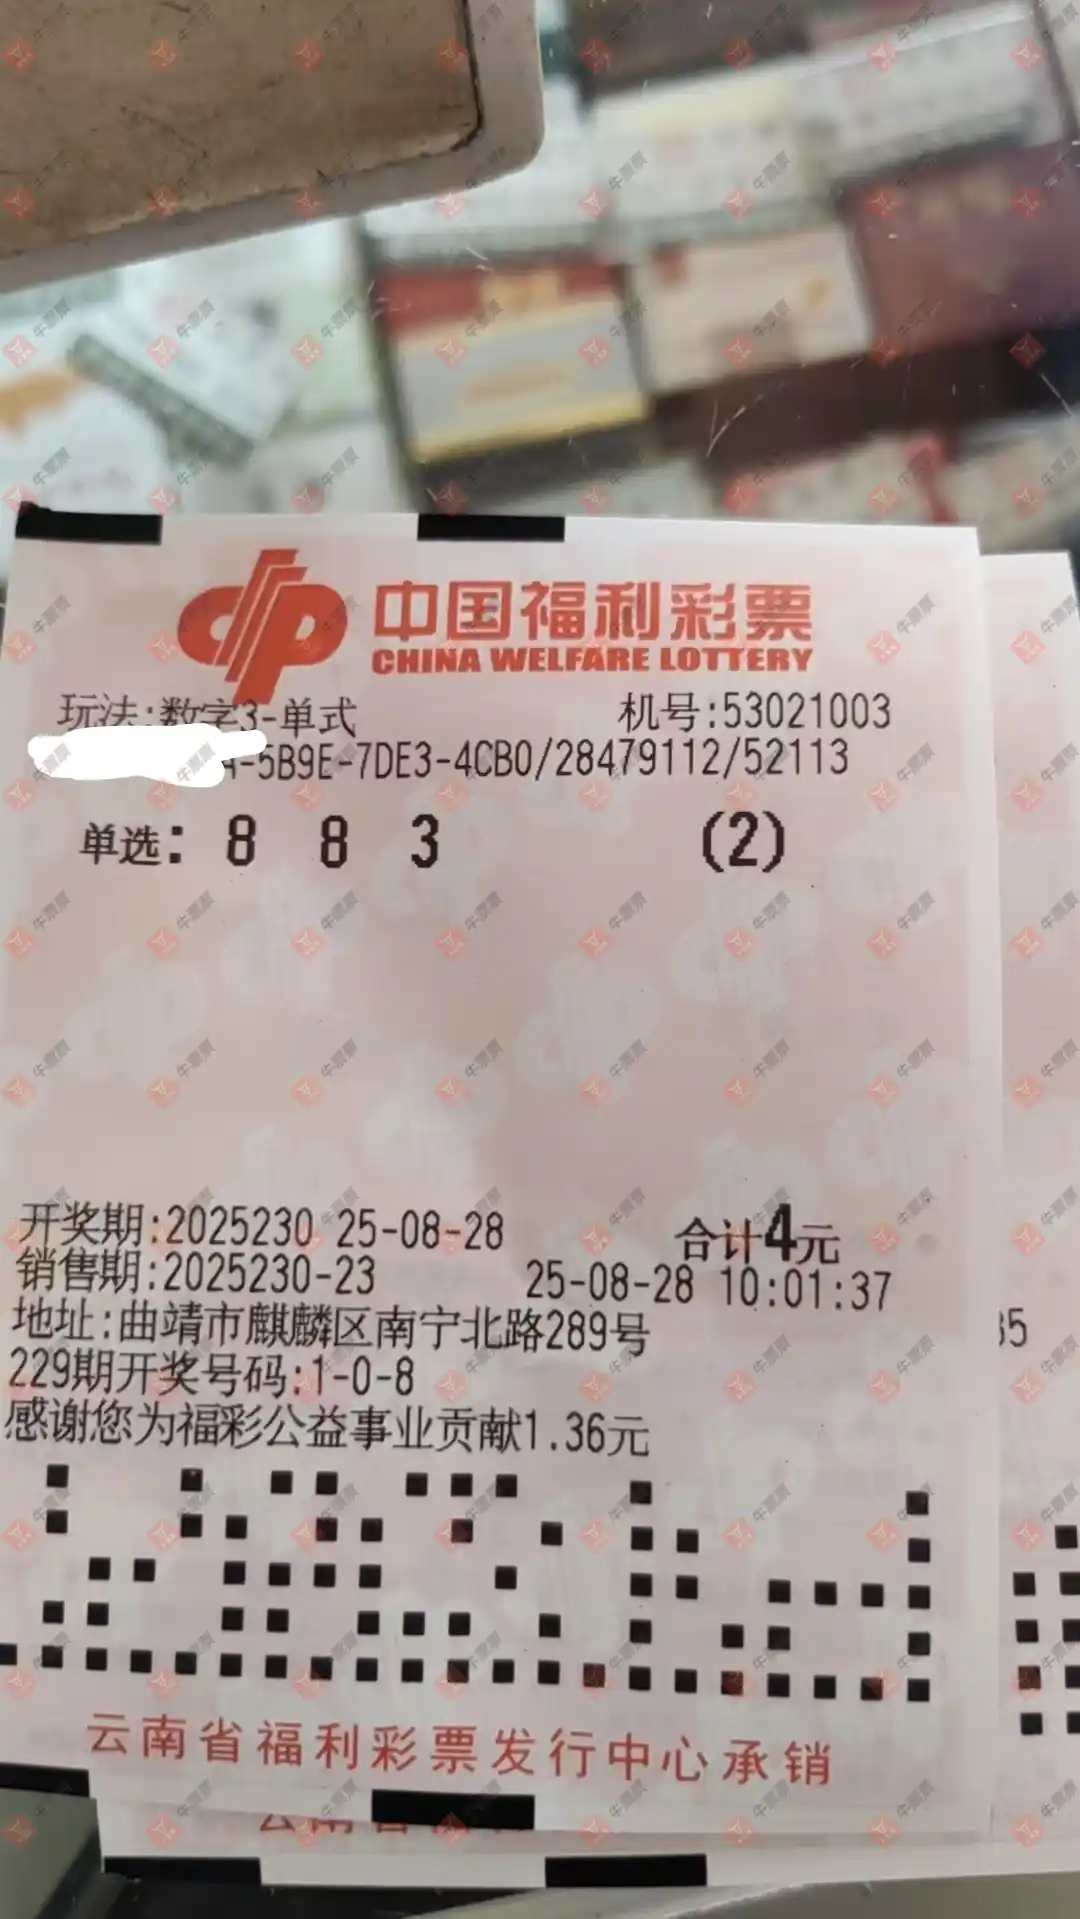 中国福利彩票
CHINA WELFARE LOTTERY
玩法:数字3-单式 机号:53021003
A-5B9E-7DE3-4CB0/28479112/52113
单选: 8 8 3 (2)
开奖期:2025230 25-08-28 合计4元
销售期:2025230-23 25-08-28 10:01:37
地址:曲靖市麒麟区南宁北路289号
229期开奖号码:1-0-8
感谢您为福彩公益事业贡献1.36元
云南省福利彩票发行中心承销
牛票票